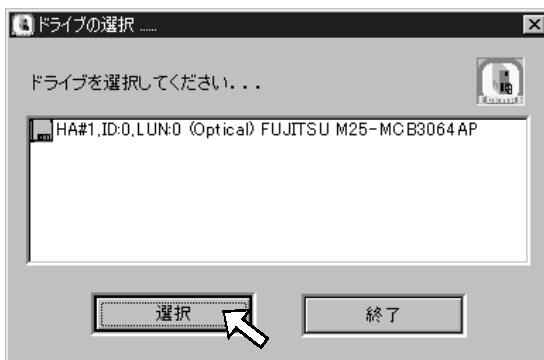 ドライブの選択 .....
ドライブを選択してください...
HA#1,ID:0,LUN:0 (Optical) FUJITSU M25-MCB3064AP
選択
終了